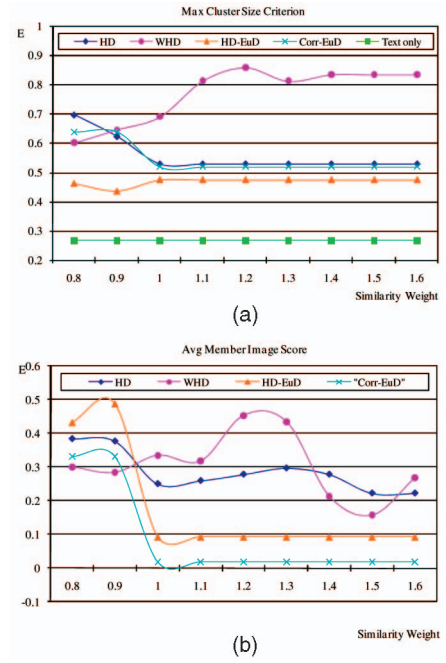 Max Cluster Size Criterion
E
1
HD WHD HD-EuD Corr-EuD Text only
0.9
0.8
0.7
0.6
0.5
0.4
0.3
0.2
0.8 0.9 1 1.1 1.2 1.3 1.4 1.5 1.6
Similarity Weight
(a)
Avg Member Image Score
E
0.6
HD WHD HD-EuD "Corr-EuD"
0.5
0.4
0.3
0.2
0.1
0
0.8 0.9 1 1.1 1.2 1.3 1.4 1.5 1.6
-0.1
Similarity Weight
(b)